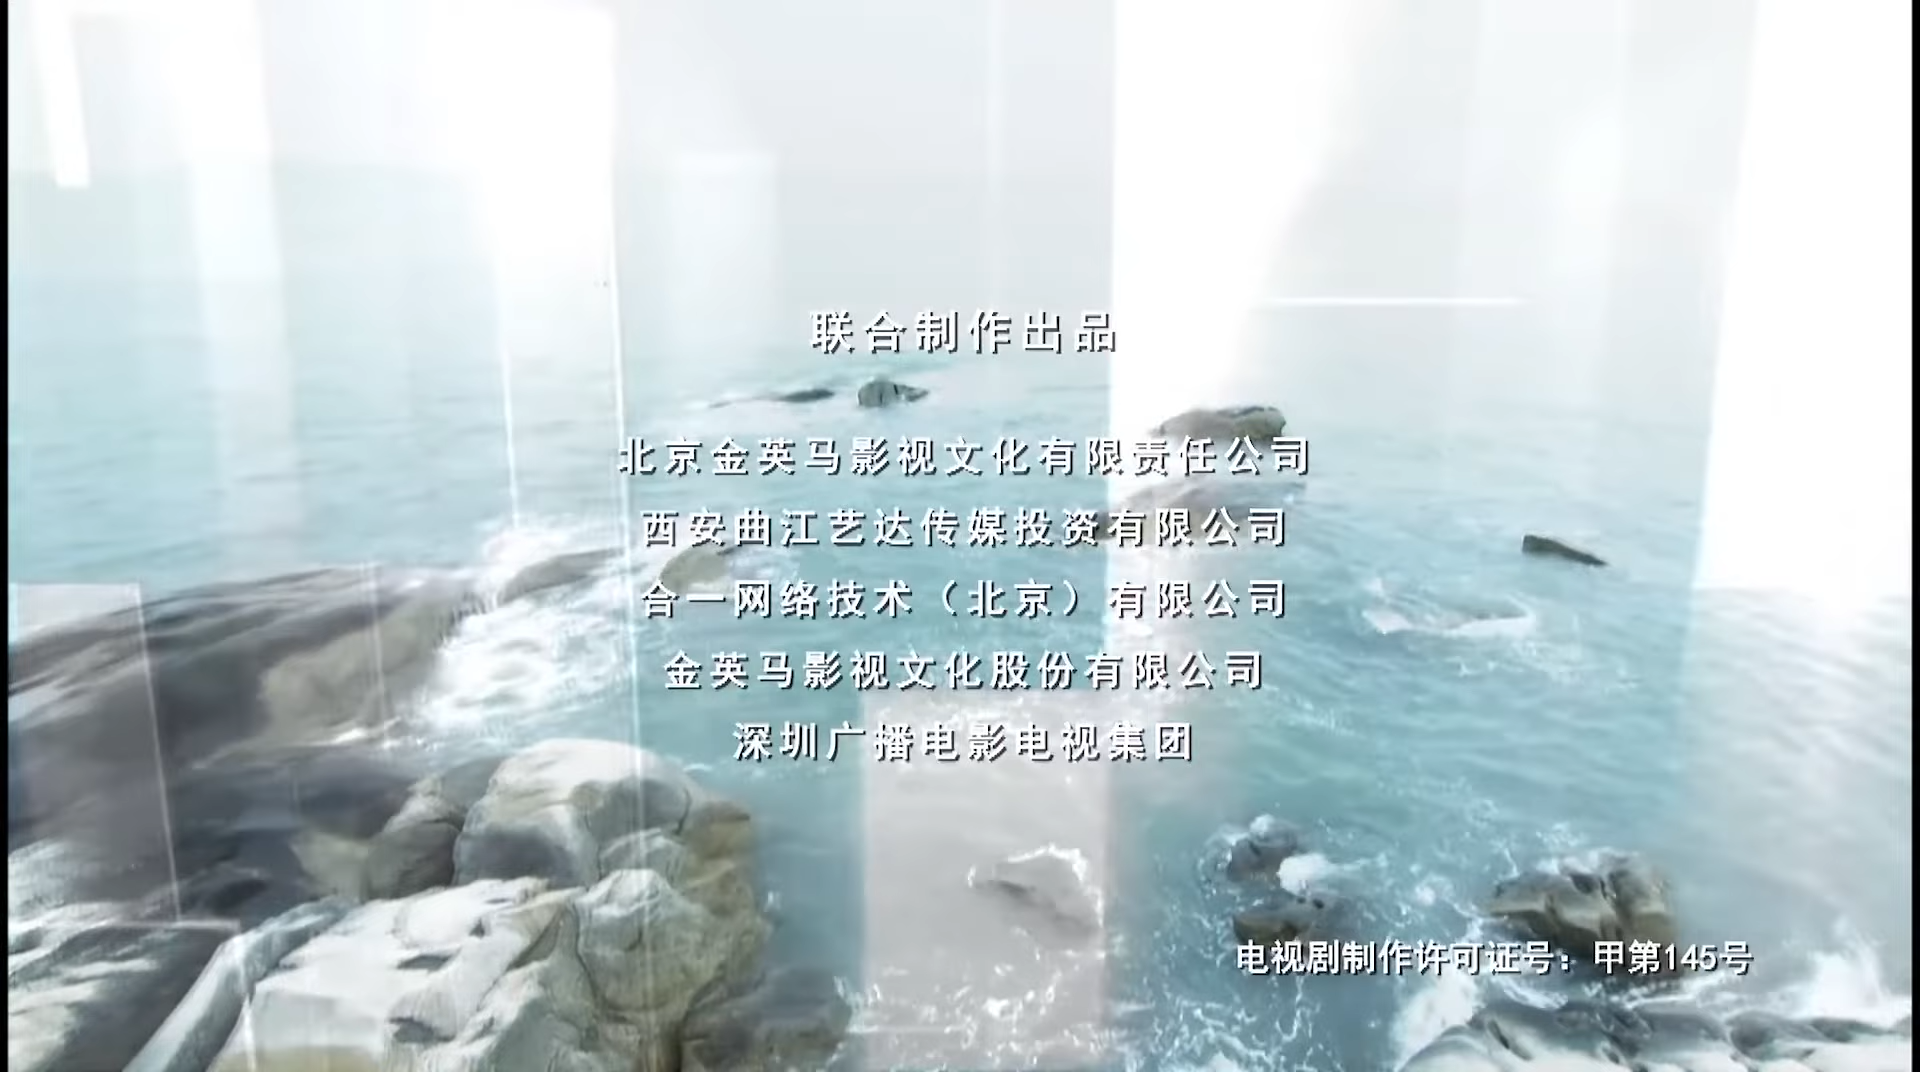 联合制作出品
北京金英马影视文化有限责任公司
西安曲江艺达传媒投资有限公司
合一网络技术（北京）有限公司
金英马影视文化股份有限公司
深圳广播电影电视集团
电视剧制作许可证号：甲第145号